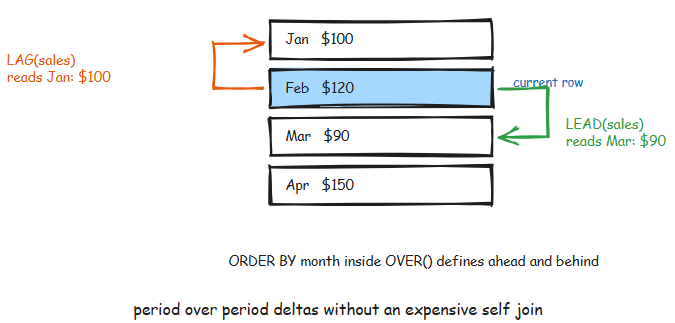 Jan $100
LAG(sales)
reads Jan: $100
Feb $120
current row
Mar $90
LEAD(sales)
reads Mar: $90
Apr $150
ORDER BY month inside OVER() defines ahead and behind
period over period deltas without an expensive self join